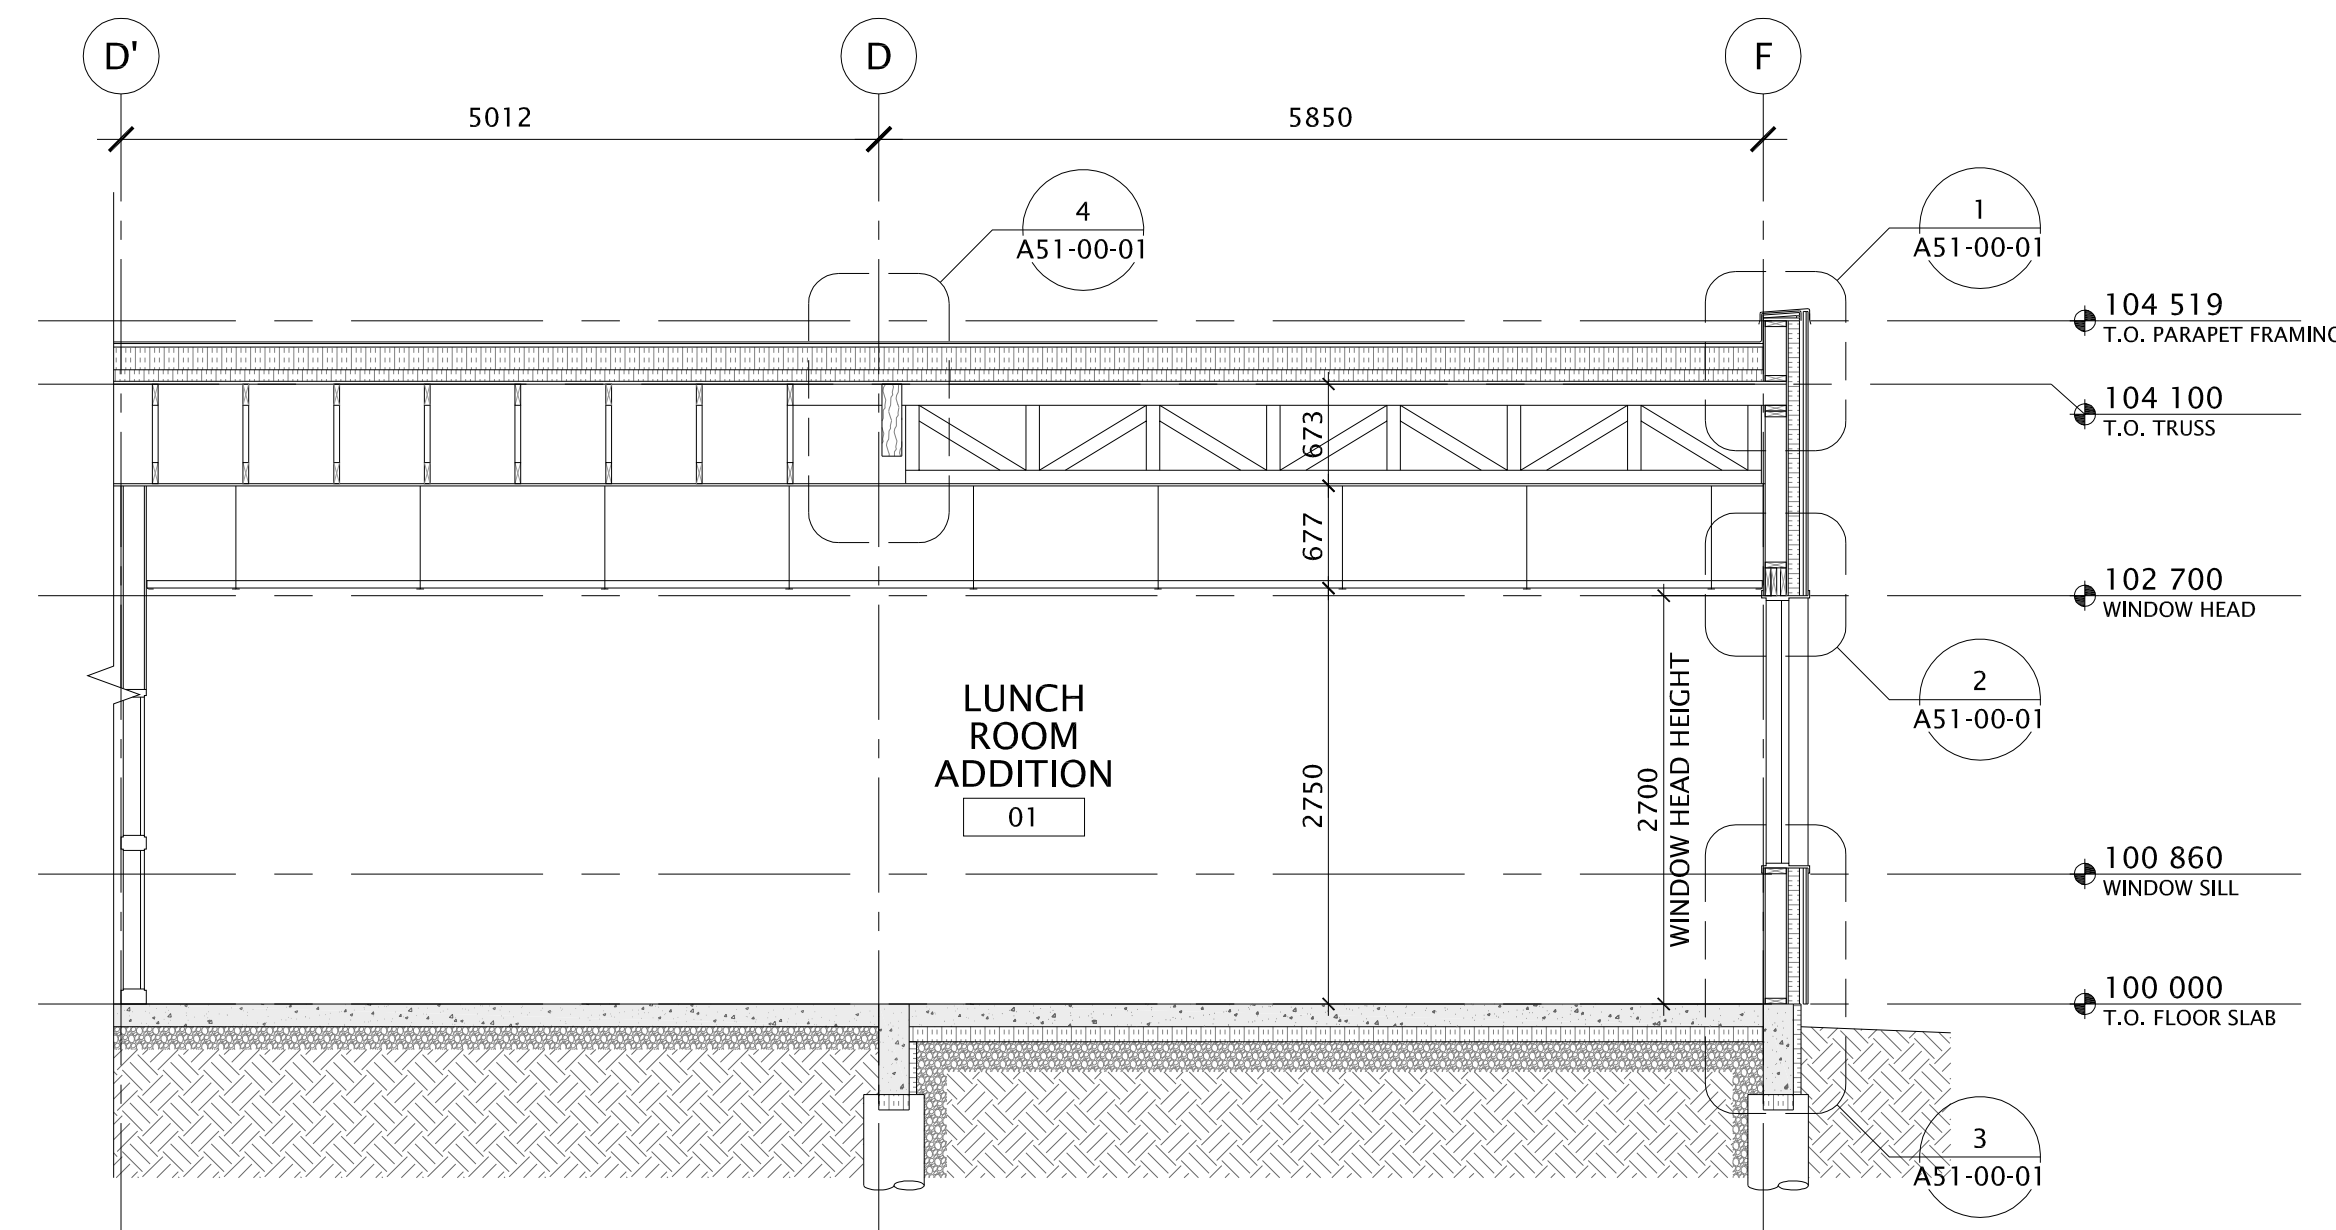 D'
D
F
5012
5850
4
A51-00-01
1
A51-00-01
104 519
T.O. PARAPET FRAMING
104 100
T.O. TRUSS
673
677
102 700
WINDOW HEAD
2
A51-00-01
LUNCH
ROOM
ADDITION
01
2750
2700
WINDOW HEAD HEIGHT
100 860
WINDOW SILL
100 000
T.O. FLOOR SLAB
3
A51-00-01